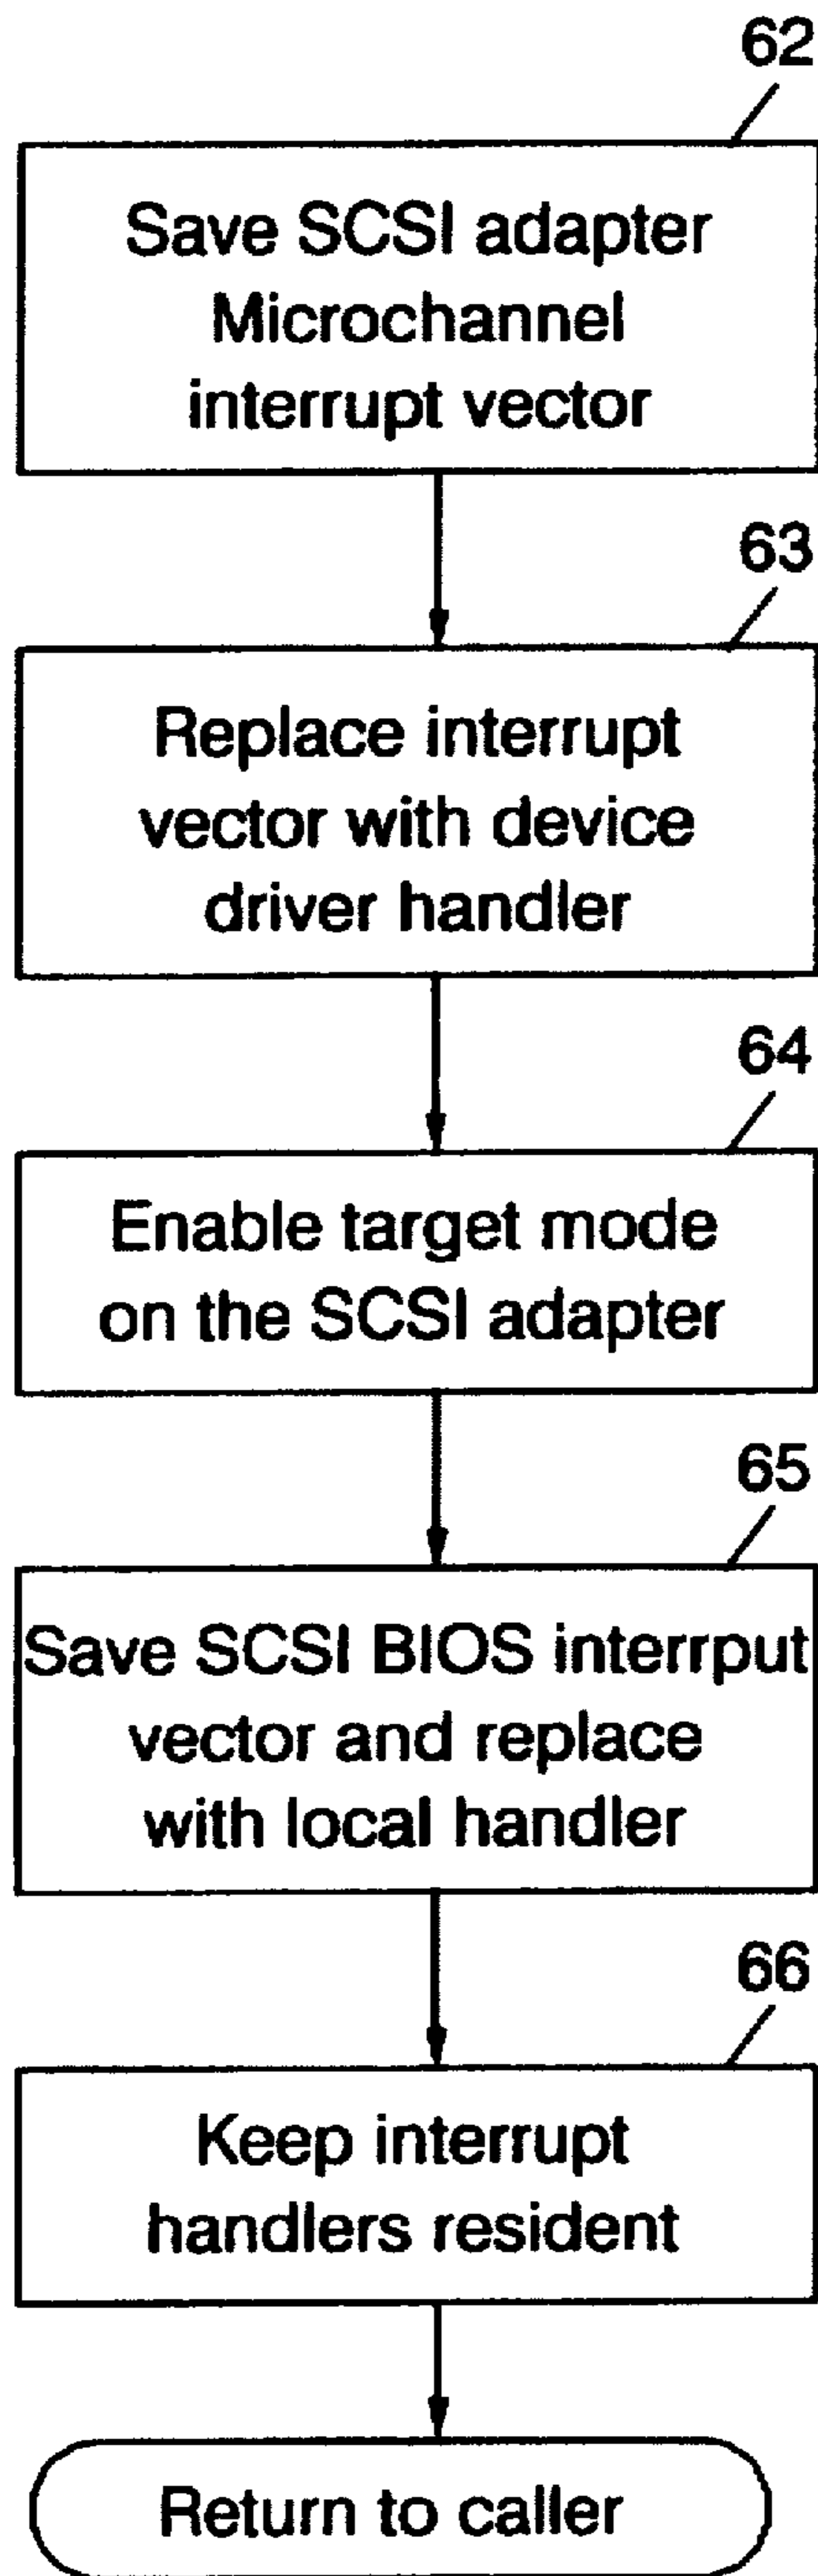 62
Save SCSI adapter
Microchannel
interrupt vector
63
Replace interrupt
vector with device
driver handler
64
Enable target mode
on the SCSI adapter
65
Save SCSI BIOS interrput
vector and replace
with local handler
66
Keep interrupt
handlers resident
Return to caller